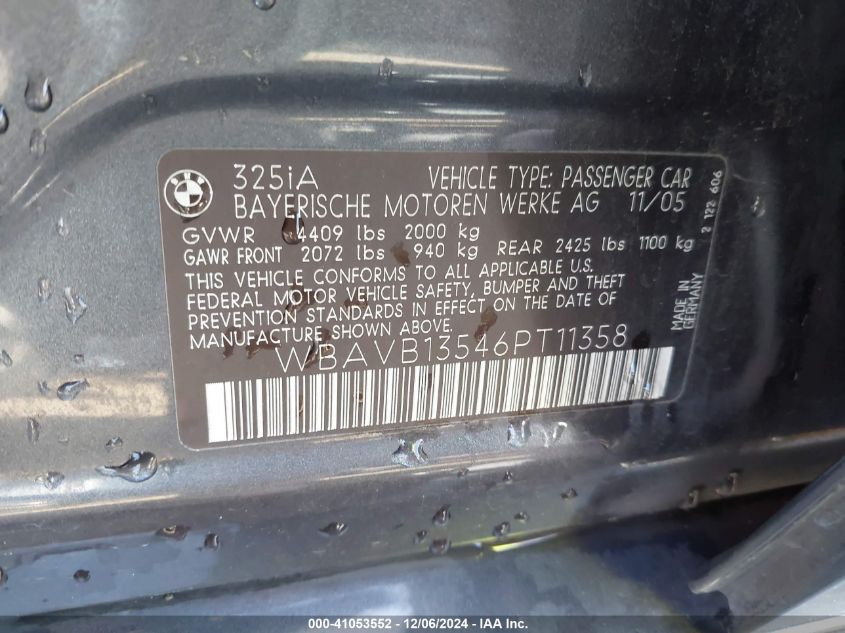 BMW
325iA VEHICLE TYPE: PASSENGER CAR
BAYERISCHE MOTOREN WERKE AG 11/05
GVWR 4409 lbs 2000 kg
GAWR FRONT 2072 lbs 940 kg REAR 2425 lbs 1100 kg
THIS VEHICLE CONFORMS TO ALL APPLICABLE U.S.
FEDERAL MOTOR VEHICLE SAFETY, BUMPER AND THEFT
PREVENTION STANDARDS IN EFFECT ON THE DATE OF
MANUFACTURE SHOWN ABOVE.
WBAVB13546PT11358
MADE IN
GERMANY
2 122 606
000-41053552 / 12/06/2024 - IAA Inc.